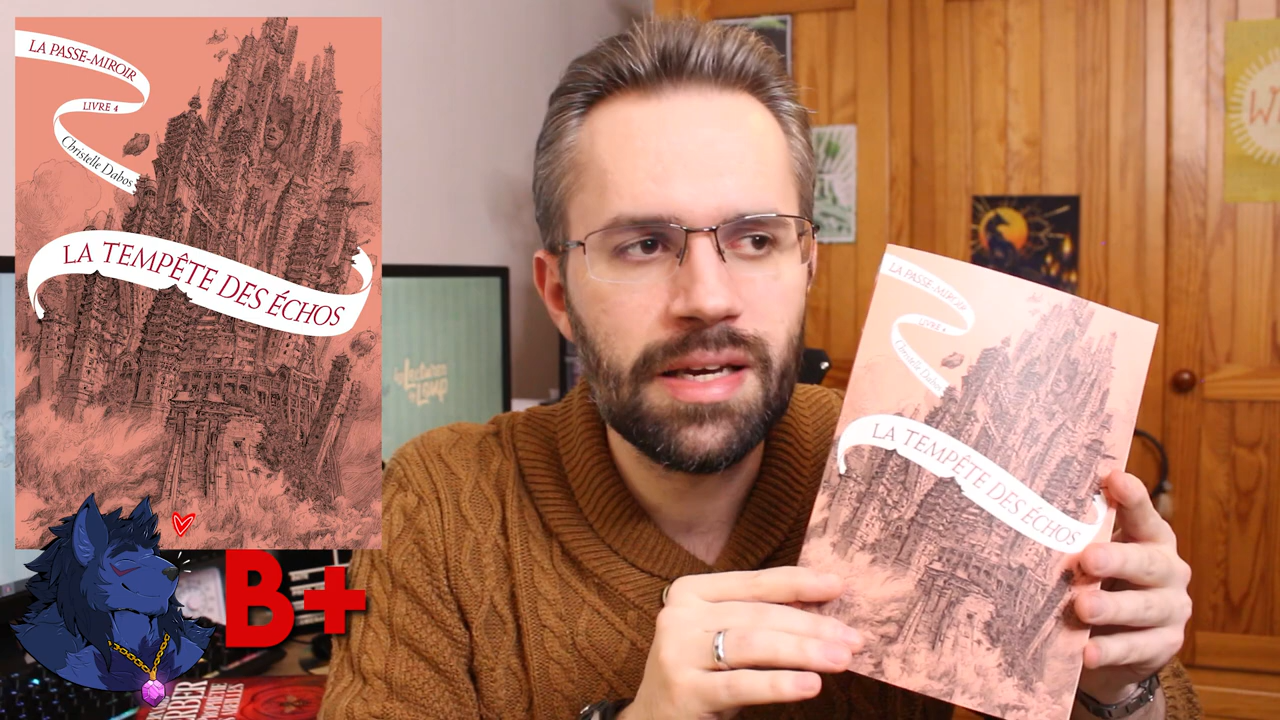 LA PASSE-MIROIR
LIVRE 4
Christelle Dabos
LA TEMPÊTE DES ÉCHOS
B+
Lectures
LA PASSE-MIROIR
LIVRE 4
Christelle Dabos
LA TEMPÊTE DES ÉCHOS